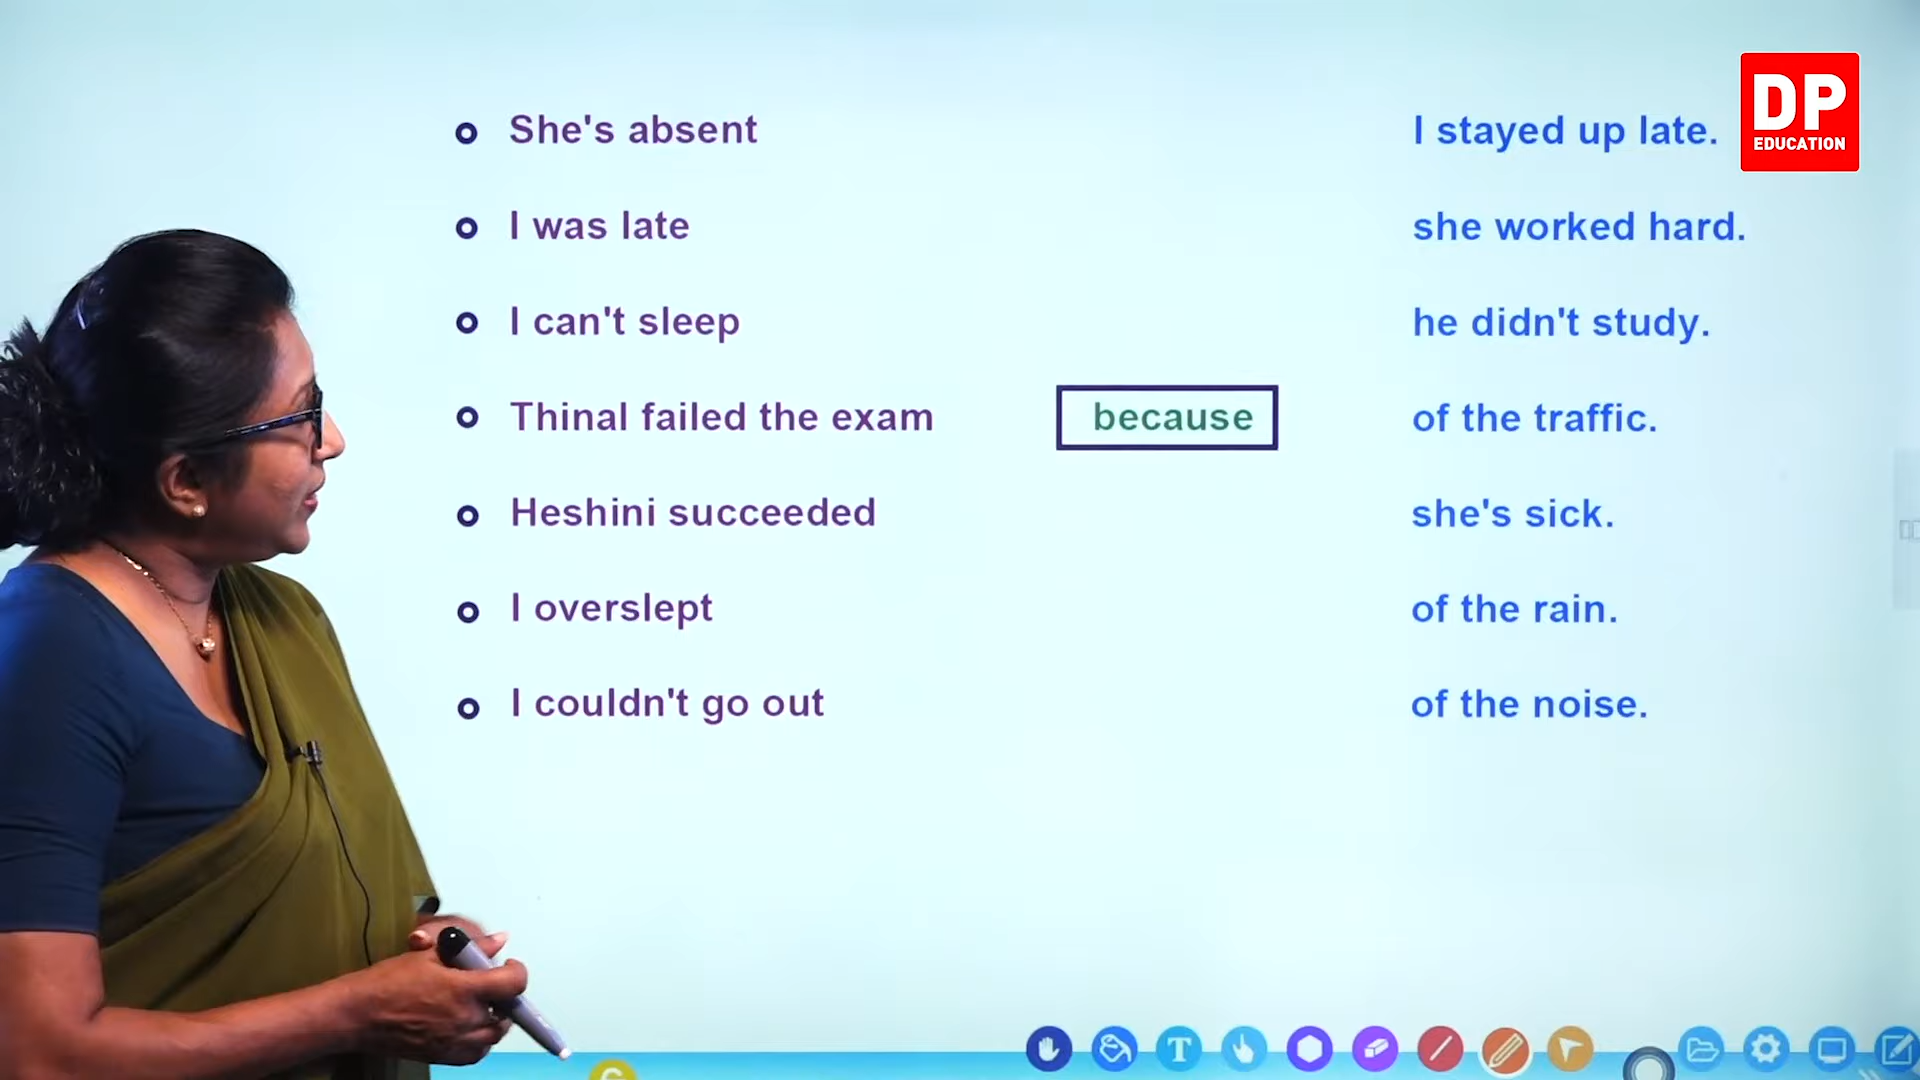 DP
EDUCATION
She's absent
I stayed up late.
I was late
she worked hard.
I can't sleep
he didn't study.
Thinal failed the exam
because
of the traffic.
Heshini succeeded
she's sick.
I overslept
of the rain.
I couldn't go out
of the noise.
T